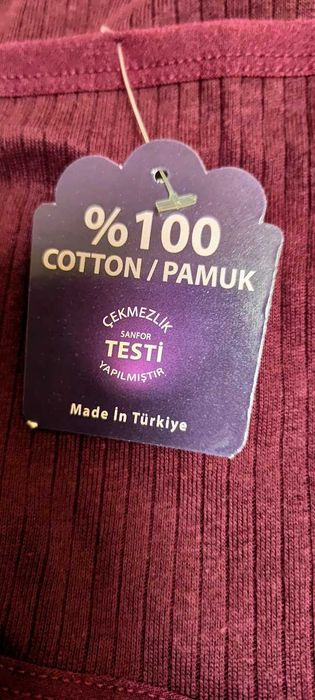 %100
COTTON / PAMUK
ÇEKMEZLİK
SANFOR
TESTİ
YAPILMIŞTIR
Made İn Türkiye